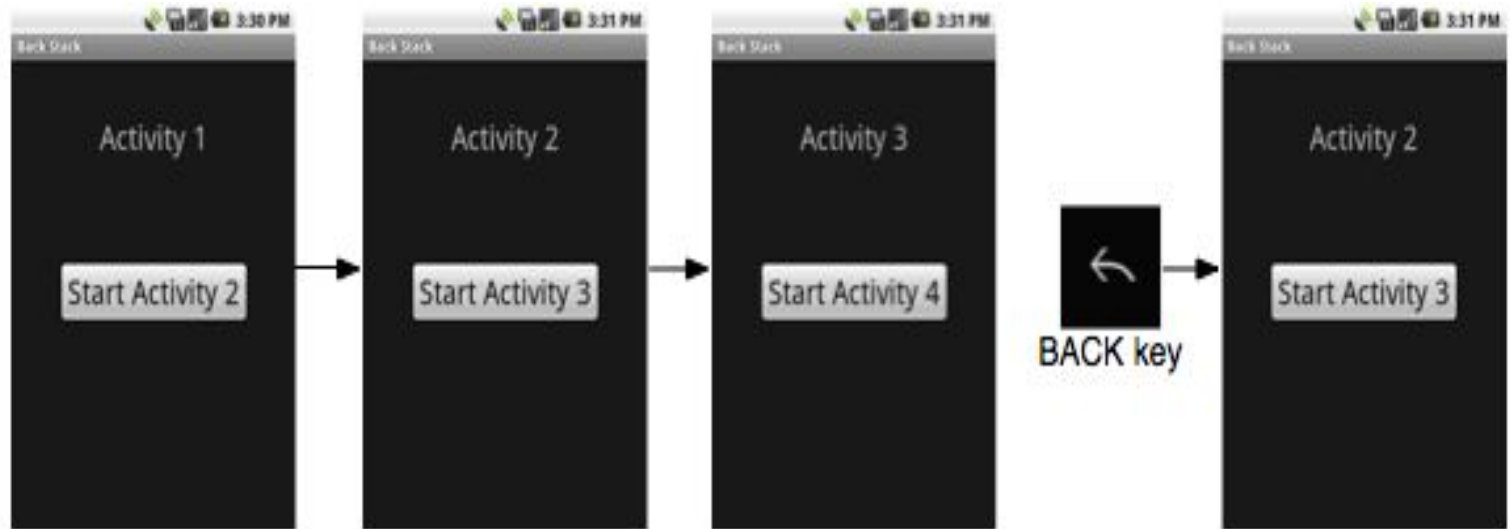 3:30 PM
Back Stack
Activity 1
Start Activity 2
3:31 PM
Back Stack
Activity 2
Start Activity 3
3:31 PM
Back Stack
Activity 3
Start Activity 4
BACK key
3:31 PM
Back Stack
Activity 2
Start Activity 3